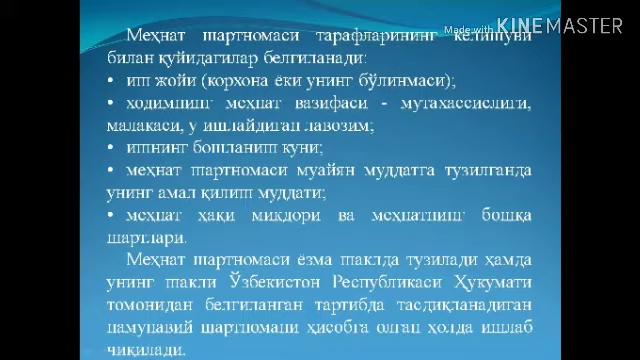 Меҳнат шартномаси тарафларининг келишуви
Made with KINEMASTER
билан қуйидагилар белгиланади:
• иш жойи (корхона ёки унинг бўлинмаси);
• ходимнинг меҳнат вазифаси - мутахассислиги,
малакаси, у ишлайдиган лавозим;
• ишнинг бошланиш куни;
• меҳнат шартномаси муайян муддатга тузилганда
унинг амал қилиш муддати;
• меҳнат ҳақи миқдори ва меҳнатнинг бошқа
шартлари.
Меҳнат шартномаси ёзма шаклда тузилади ҳамда
унинг шакли Ўзбекистон Республикаси Ҳукумати
томонидан белгиланган тартибда тасдиқланадиган
намунавий шартномани ҳисобга олган ҳолда ишлаб
чиқилади.